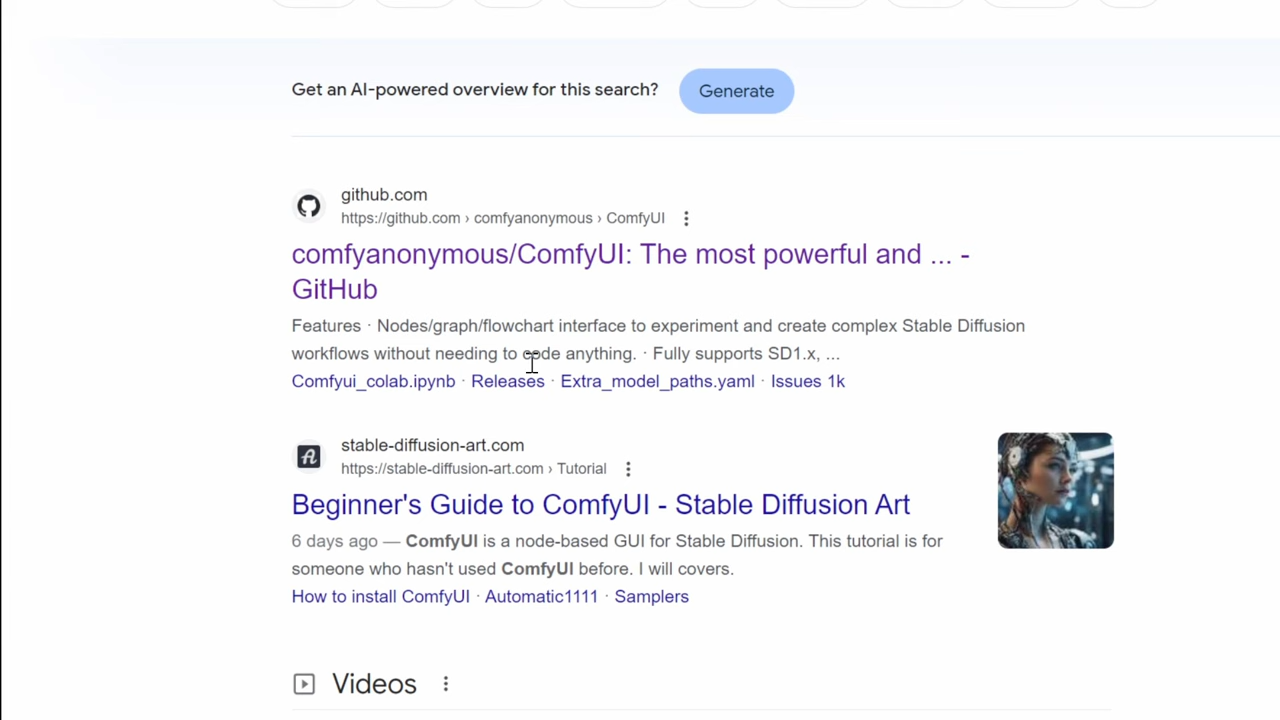 Get an AI-powered overview for this search? Generate
github.com
https://github.com › comfyanonymous › ComfyUI
comfyanonymous/ComfyUI: The most powerful and ... -
GitHub
Features · Nodes/graph/flowchart interface to experiment and create complex Stable Diffusion
workflows without needing to code anything. · Fully supports SD1.x, ...
Comfyui_colab.ipynb · Releases · Extra_model_paths.yaml · Issues 1k
stable-diffusion-art.com
https://stable-diffusion-art.com › Tutorial
Beginner's Guide to ComfyUI - Stable Diffusion Art
6 days ago — ComfyUI is a node-based GUI for Stable Diffusion. This tutorial is for
someone who hasn't used ComfyUI before. I will covers.
How to install ComfyUI · Automatic1111 · Samplers
Videos